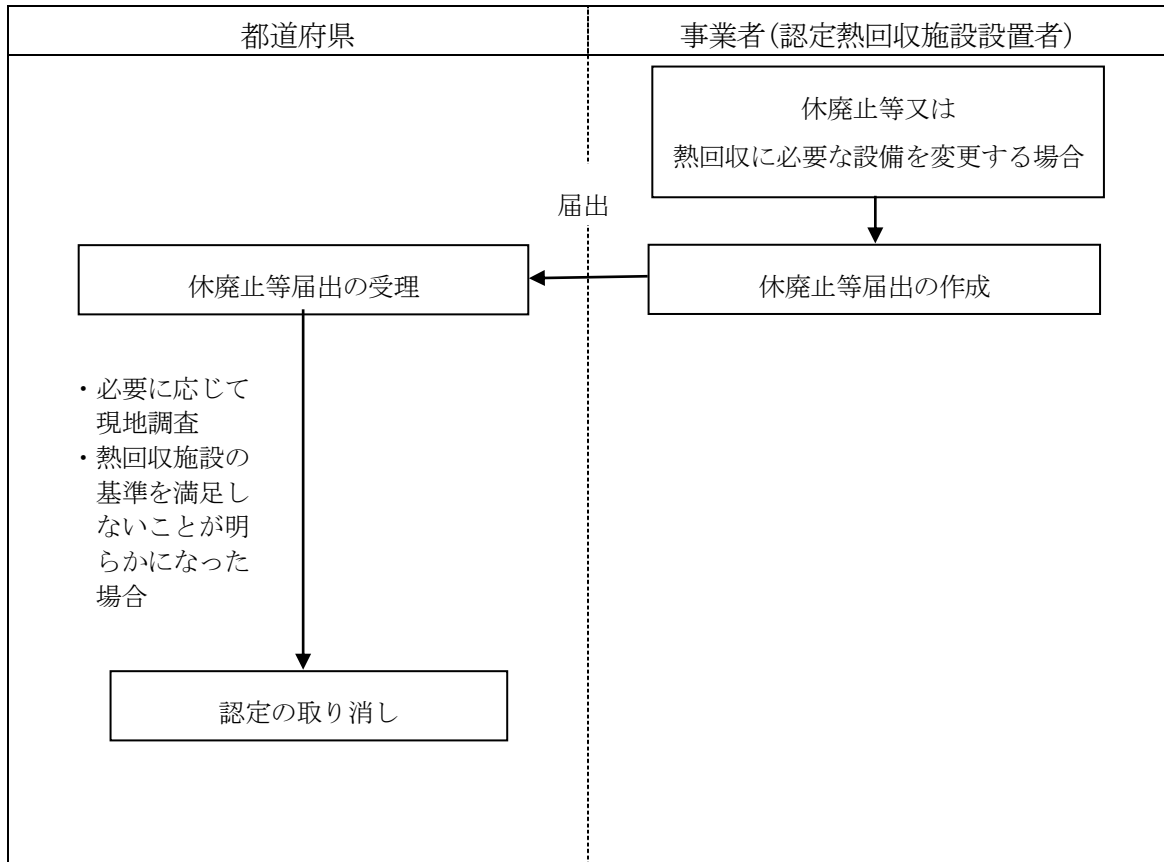 都道府県
事業者(認定熱回収施設設置者)
休廃止等又は
熱回収に必要な設備を変更する場合
届出
休廃止等届出の受理
休廃止等届出の作成
・必要に応じて
現地調査
・熱回収施設の
基準を満足し
ないことが明
らかになった
場合
認定の取り消し